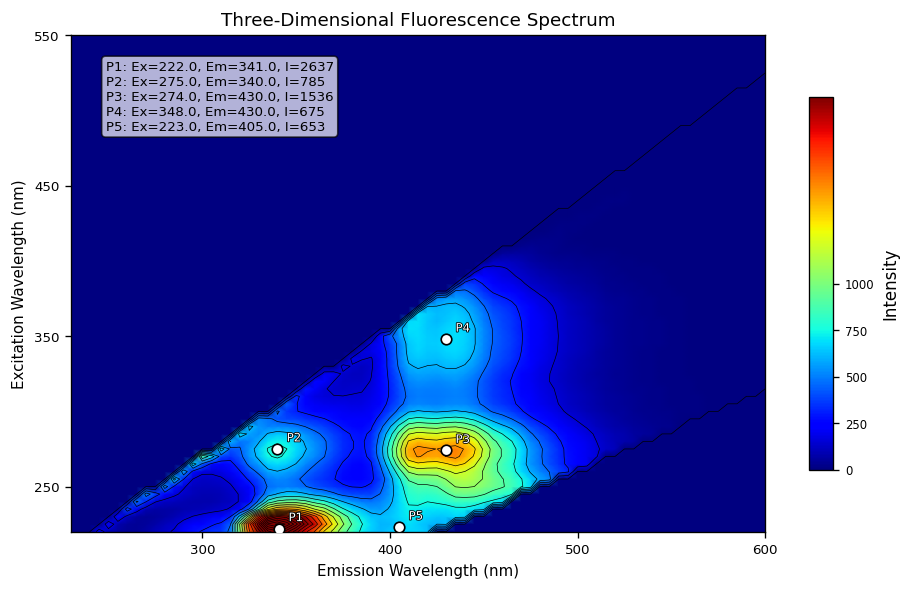 Three-Dimensional Fluorescence Spectrum
P1: Ex=222.0, Em=341.0, I=2637
P2: Ex=275.0, Em=340.0, I=785
P3: Ex=274.0, Em=430.0, I=1536
P4: Ex=348.0, Em=430.0, I=675
P5: Ex=223.0, Em=405.0, I=653
550
450
350
250
Excitation Wavelength (nm)
P4
P2
P3
P1
P5
300
400
500
600
Emission Wavelength (nm)
1000
750
500
250
0
Intensity